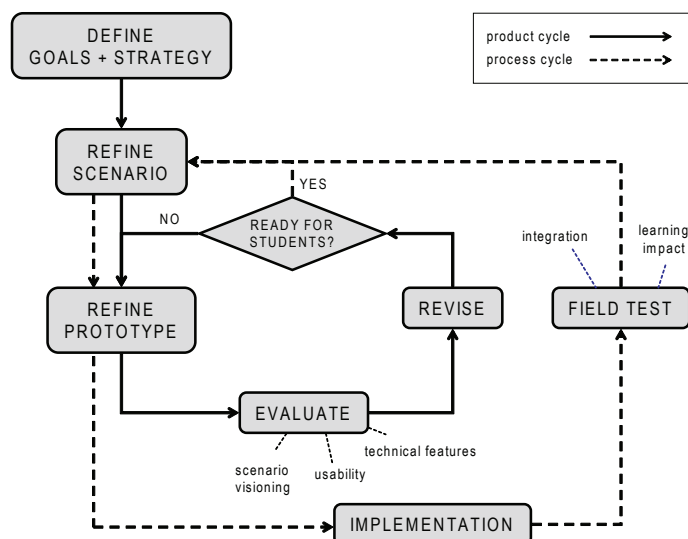 DEFINE
GOALS + STRATEGY
product cycle
process cycle
REFINE
SCENARIO
YES
NO
READY FOR
STUDENTS?
integration
learning
impact
REFINE
PROTOTYPE
REVISE
FIELD TEST
EVALUATE
technical features
scenario
visioning
usability
IMPLEMENTATION